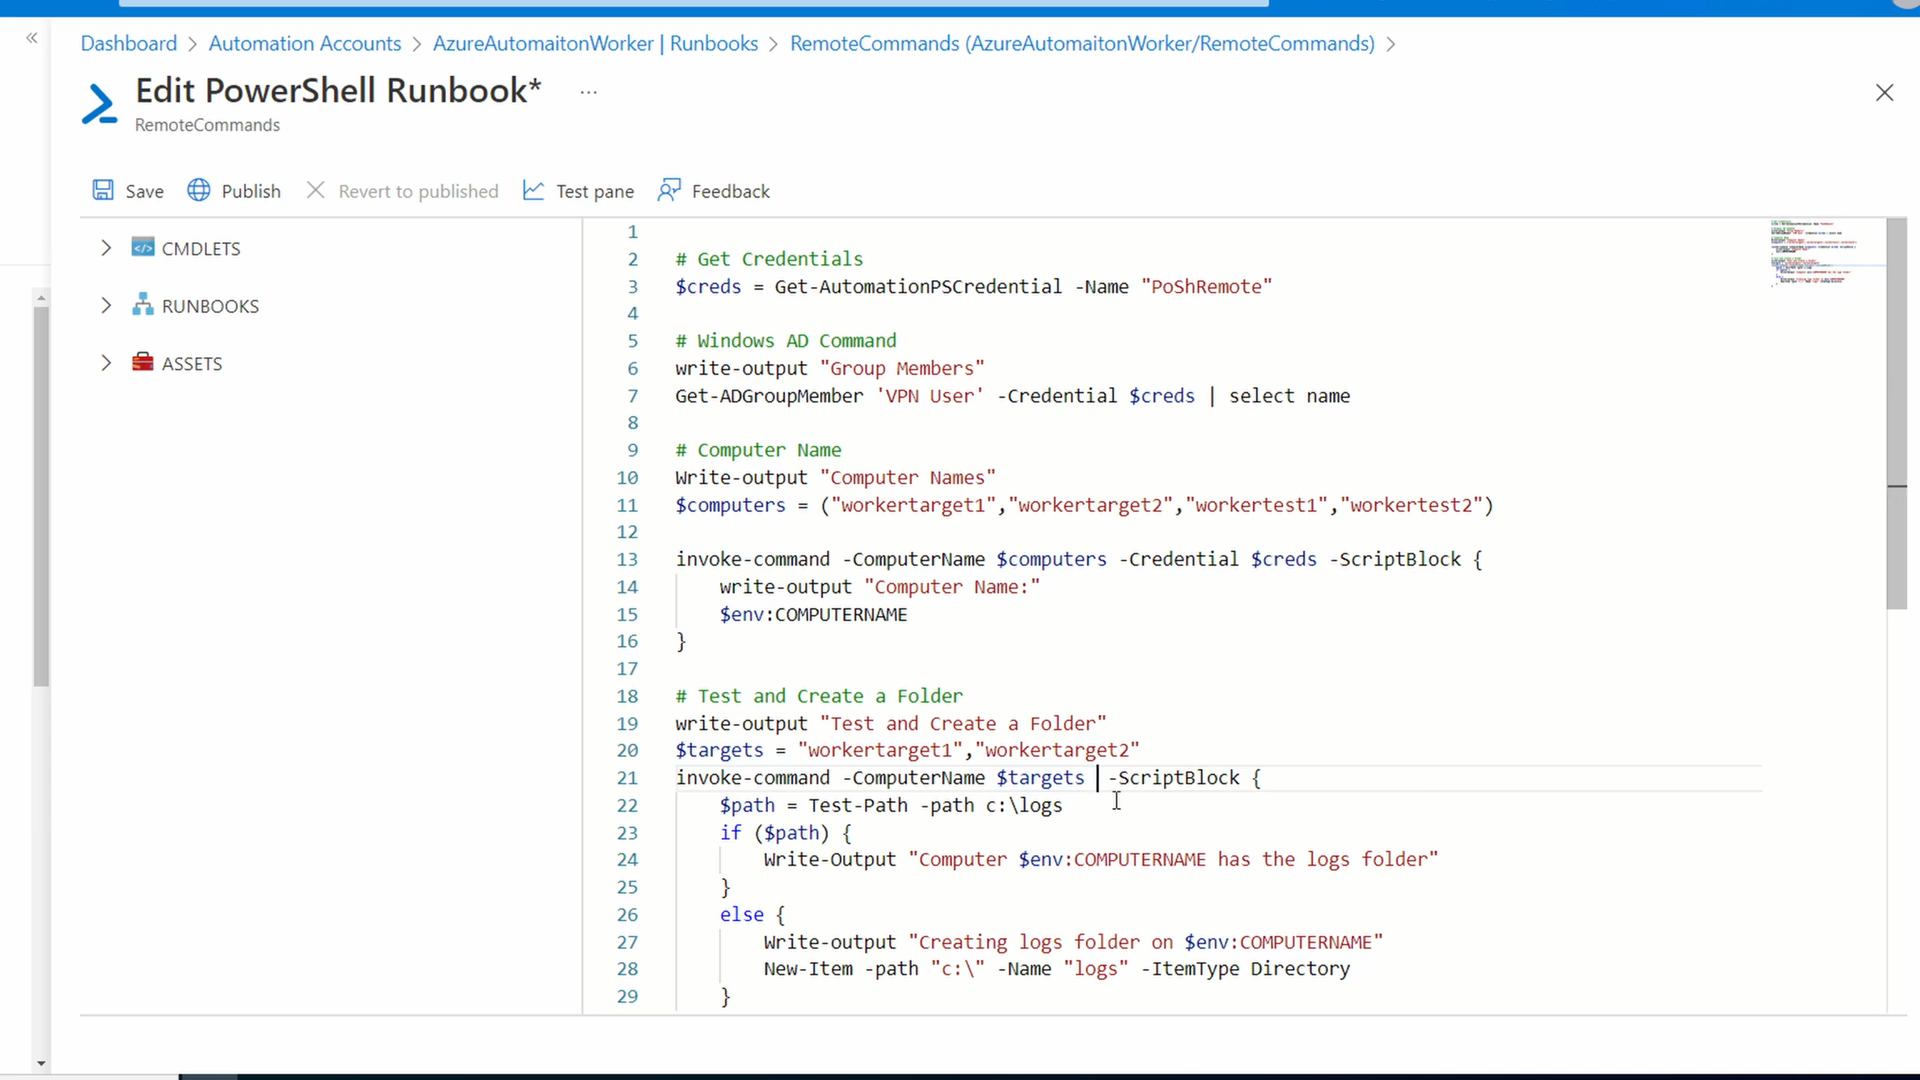 Dashboard > Automation Accounts > AzureAutomaitonWorker | Runbooks > RemoteCommands (AzureAutomaitonWorker/RemoteCommands) >
Edit PowerShell Runbook* ...
RemoteCommands
Save Publish Revert to published Test pane Feedback
CMDLETS
RUNBOOKS
ASSETS
1
2 # Get Credentials
3 $creds = Get-AutomationPSCredential -Name "PoShRemote"
4
5 # Windows AD Command
6 write-output "Group Members"
7 Get-ADGroupMember 'VPN User' -Credential $creds | select name
8
9 # Computer Name
10 Write-output "Computer Names"
11 $computers = ("workertarget1","workertarget2","workertest1","workertest2")
12
13 invoke-command -ComputerName $computers -Credential $creds -ScriptBlock {
14 write-output "Computer Name:"
15 $env:COMPUTERNAME
16 }
17
18 # Test and Create a Folder
19 write-output "Test and Create a Folder"
20 $targets = "workertarget1","workertarget2"
21 invoke-command -ComputerName $targets -ScriptBlock {
22 $path = Test-Path -path c:\logs
23 if ($path) {
24 Write-Output "Computer $env:COMPUTERNAME has the logs folder"
25 }
26 else {
27 Write-output "Creating logs folder on $env:COMPUTERNAME"
28 New-Item -path "c:\" -Name "logs" -ItemType Directory
29 }